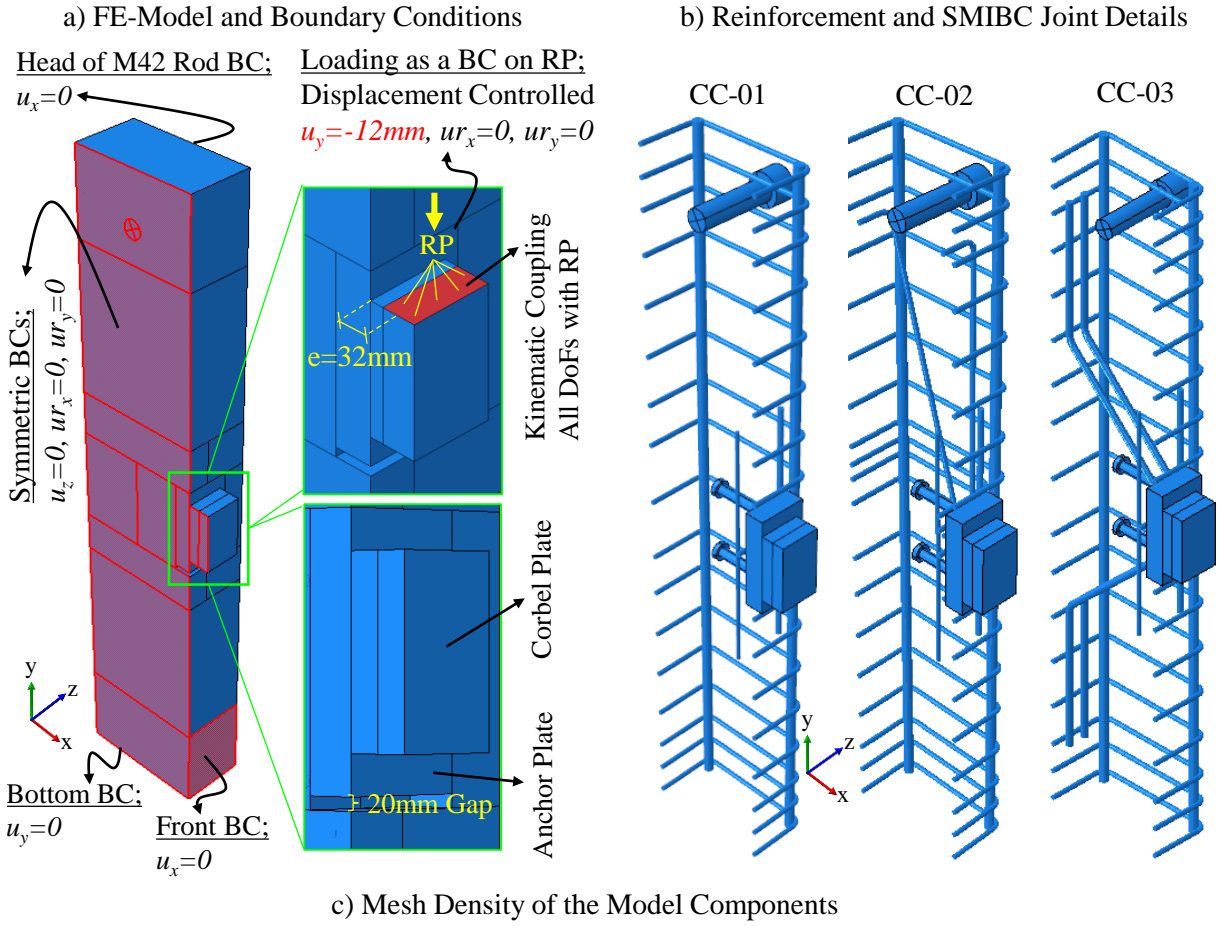 a) FE-Model and Boundary Conditions
b) Reinforcement and SMIBC Joint Details
Head of M42 Rod BC;
u_x=0
Loading as a BC on RP;
Displacement Controlled
u_y=-12mm, ur_x=0, ur_y=0
RP
e=32mm
Kinematic Coupling
All DoFs with RP
Symmetric BCs;
u_z=0, ur_x=0, ur_y=0
Corbel Plate
Anchor Plate
20mm Gap
y
z
x
Bottom BC;
u_y=0
Front BC;
u_x=0
CC-01
CC-02
CC-03
y
z
x
c) Mesh Density of the Model Components